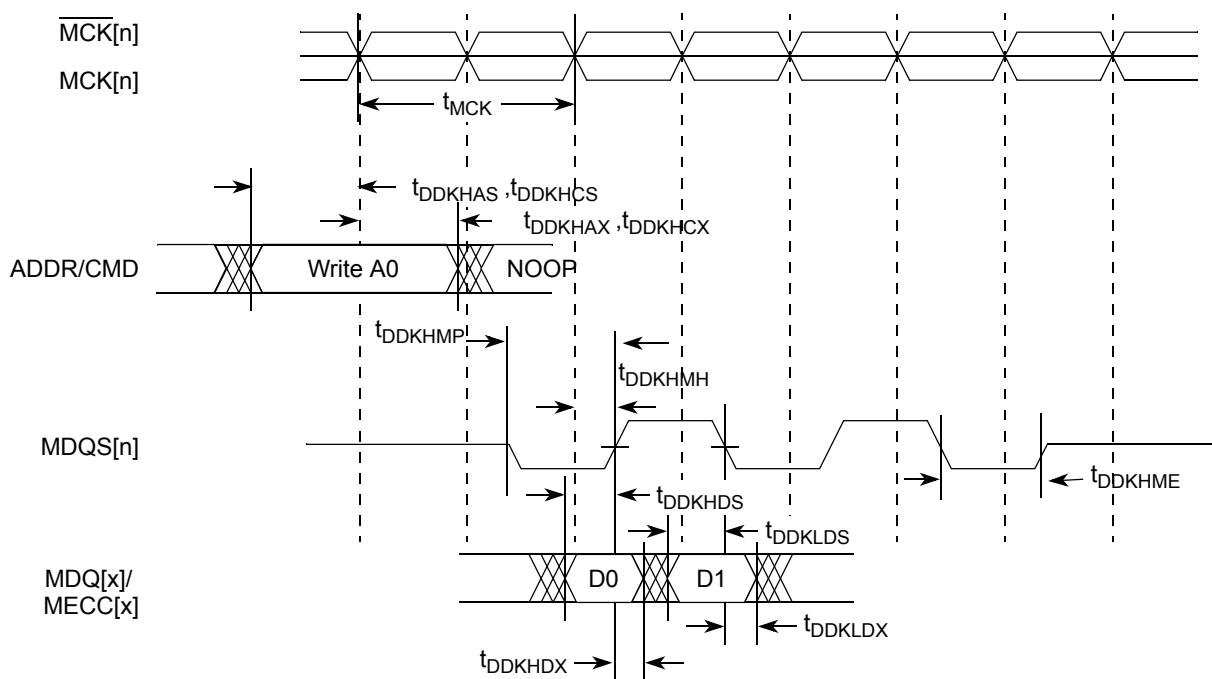 MCK[n]
MCK[n]
tMCK
tDDKHAS ,tDDKHCS
tDDKHAX ,tDDKHCX
ADDR/CMD
Write A0
NOOP
tDDKHMP
tDDKHMH
MDQS[n]
tDDKHME
tDDKHDS
tDDKLDS
MDQ[x]/
MECC[x]
D0
D1
tDDKLDX
tDDKHDX